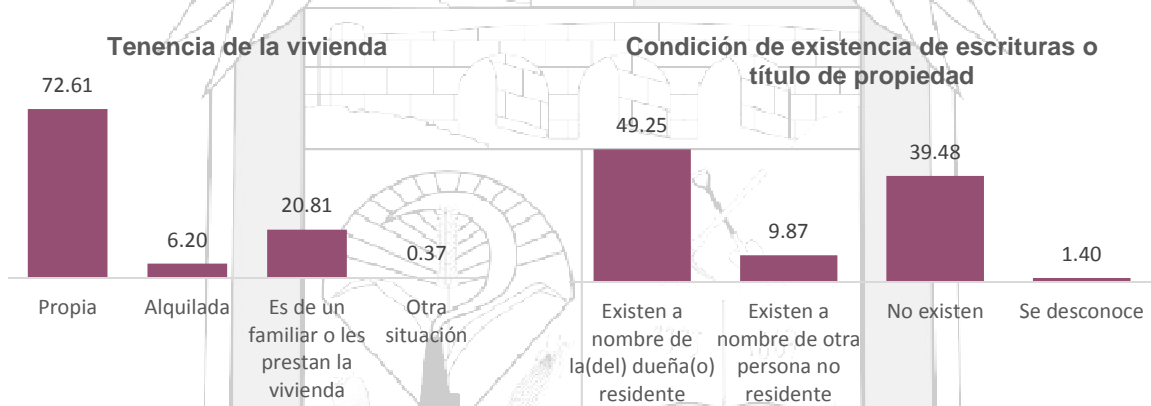 Tenencia de la vivienda
72.61
6.20
20.81
0.37
Propia
Alquilada
Es de un
familiar o les
prestan la
vivienda
Otra
situación
Condición de existencia de escrituras o
título de propiedad
49.25
9.87
39.48
1.40
Existen a
nombre de
la(del) dueña(o)
residente
Existen a
nombre de otra
persona no
residente
No existen
Se desconoce